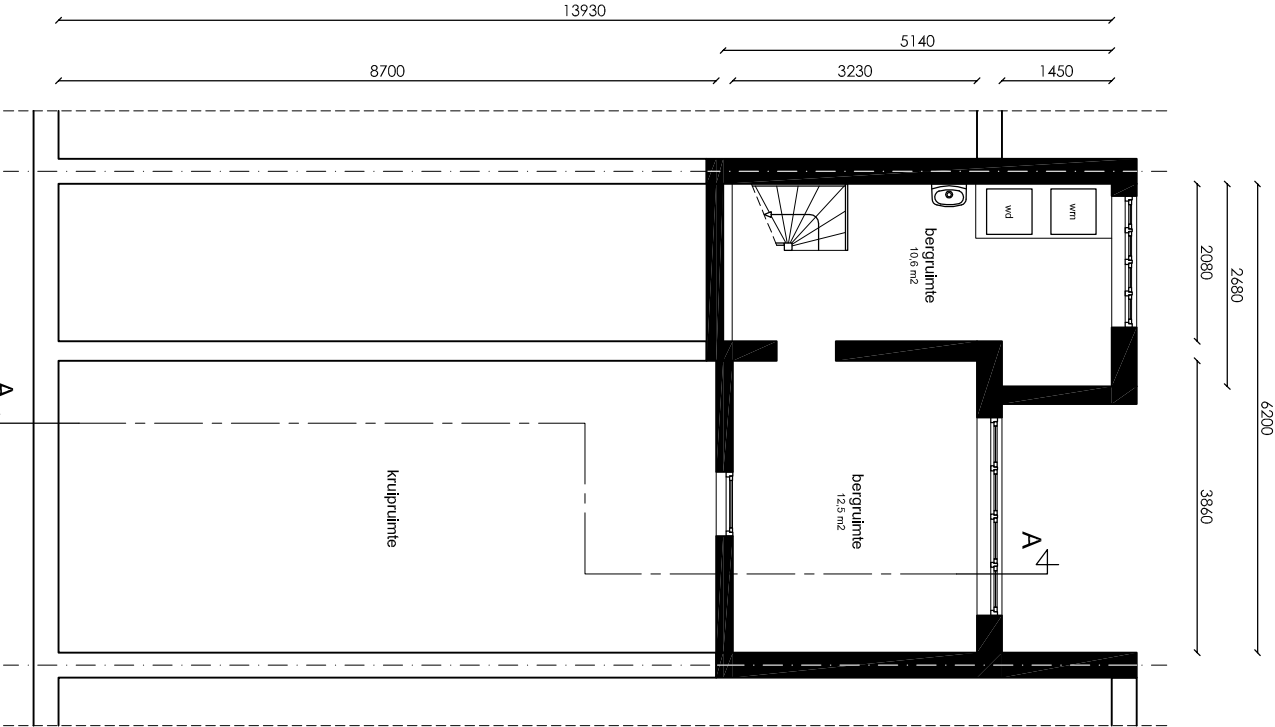 13930
5140
8700
3230
1450
wd
wm
bergruimte
10,6 m2
2080
2680
6200
3860
A
kruipruimte
bergruimte
12,5 m2
A